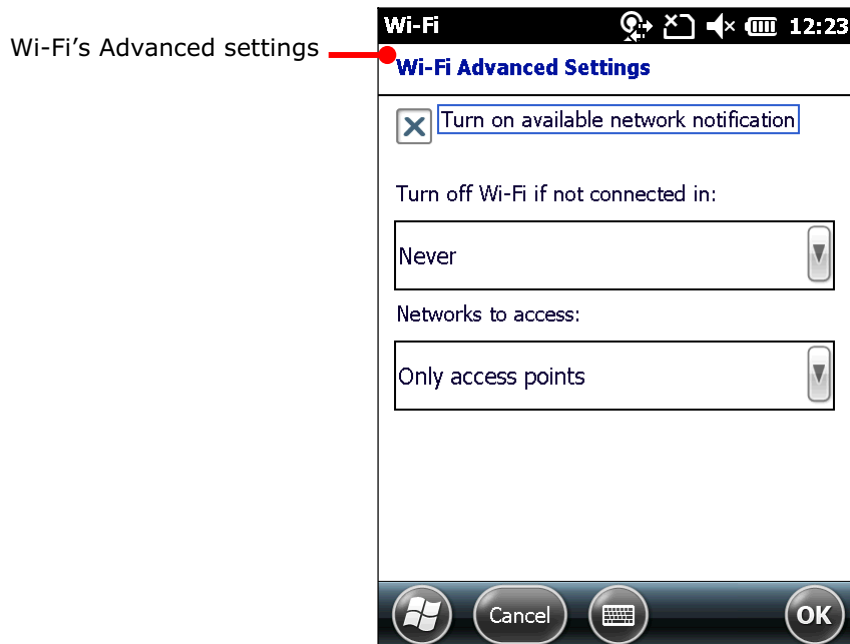 Wi-Fi 12:23
Wi-Fi’s Advanced settings
Wi-Fi Advanced Settings
Turn on available network notification
Turn off Wi-Fi if not connected in:
Never
Networks to access:
Only access points
Cancel OK